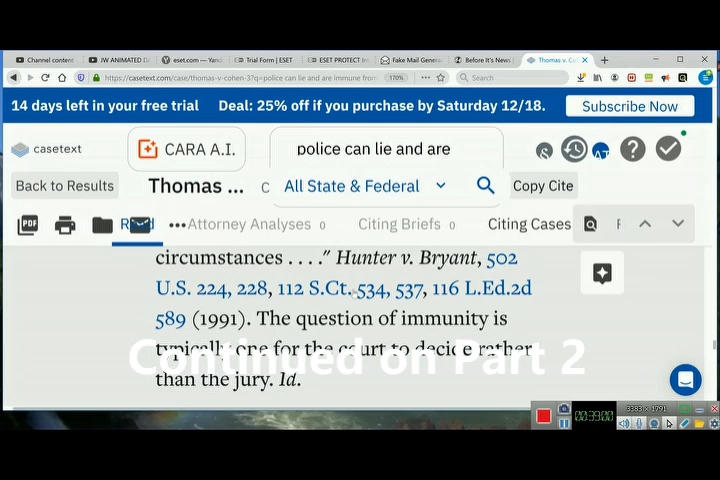 Channel content
JW ANIMATED D
eset.com — Yano
Trial Form | ESET
ESET PROTECT In
Fake Mail Genera
Before It's News |
Thomas v. Co
https://casetext.com/case/thomas-v-cohen-3?q=police can lie and are immune from
170%
Search
14 days left in your free trial
Deal: 25% off if you purchase by Saturday 12/18.
Subscribe Now
casetext
CARA A.I.
police can lie and are
Back to Results
Thomas ...
C
All State & Federal
Copy Cite
PDF
Attorney Analyses 0
Citing Briefs 0
Citing Cases
circumstances . . . ." Hunter v. Bryant, 502
U.S. 224, 228, 112 S.Ct. 534, 537, 116 L.Ed.2d
589 (1991). The question of immunity is
typically one for the court to decide rather
Continued on Part 2
than the jury. Id.
3383 x 1791
00:39:00